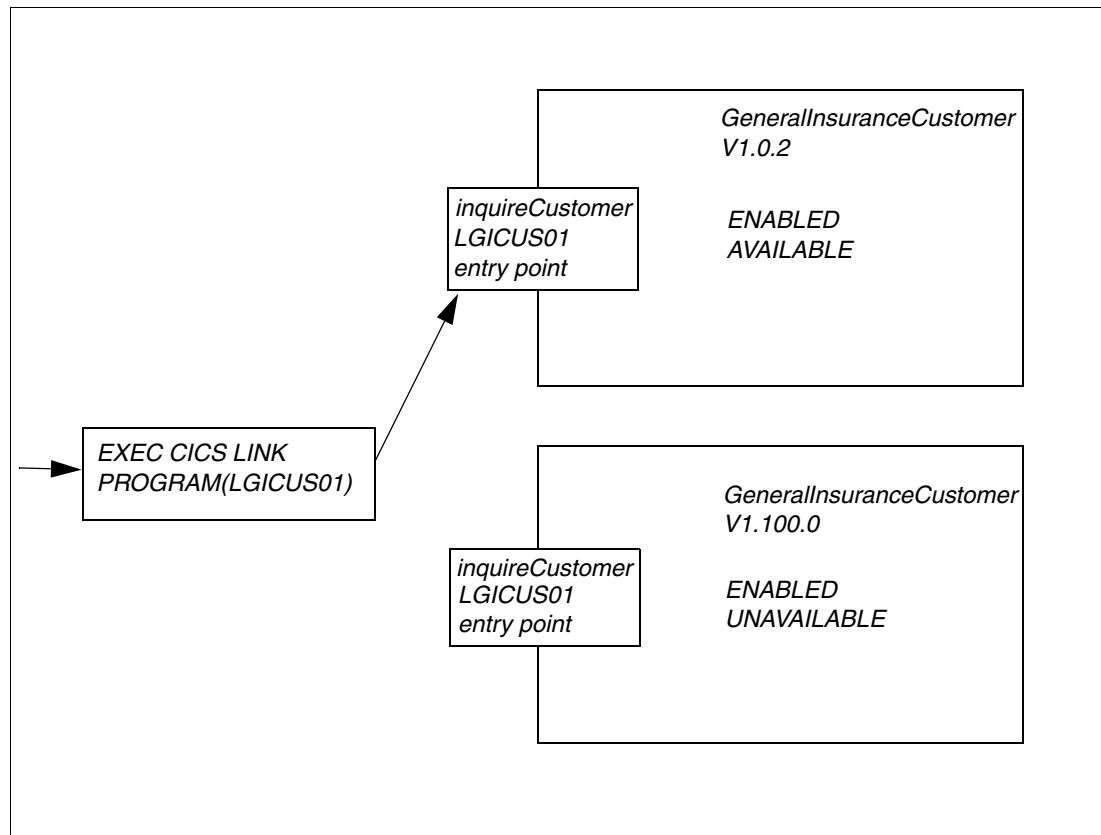 GeneralInsuranceCustomer
V1.0.2
inquireCustomer
LGICUS01
entry point
ENABLED
AVAILABLE
EXEC CICS LINK
PROGRAM(LGICUS01)
GeneralInsuranceCustomer
V1.100.0
inquireCustomer
LGICUS01
entry point
ENABLED
UNAVAILABLE